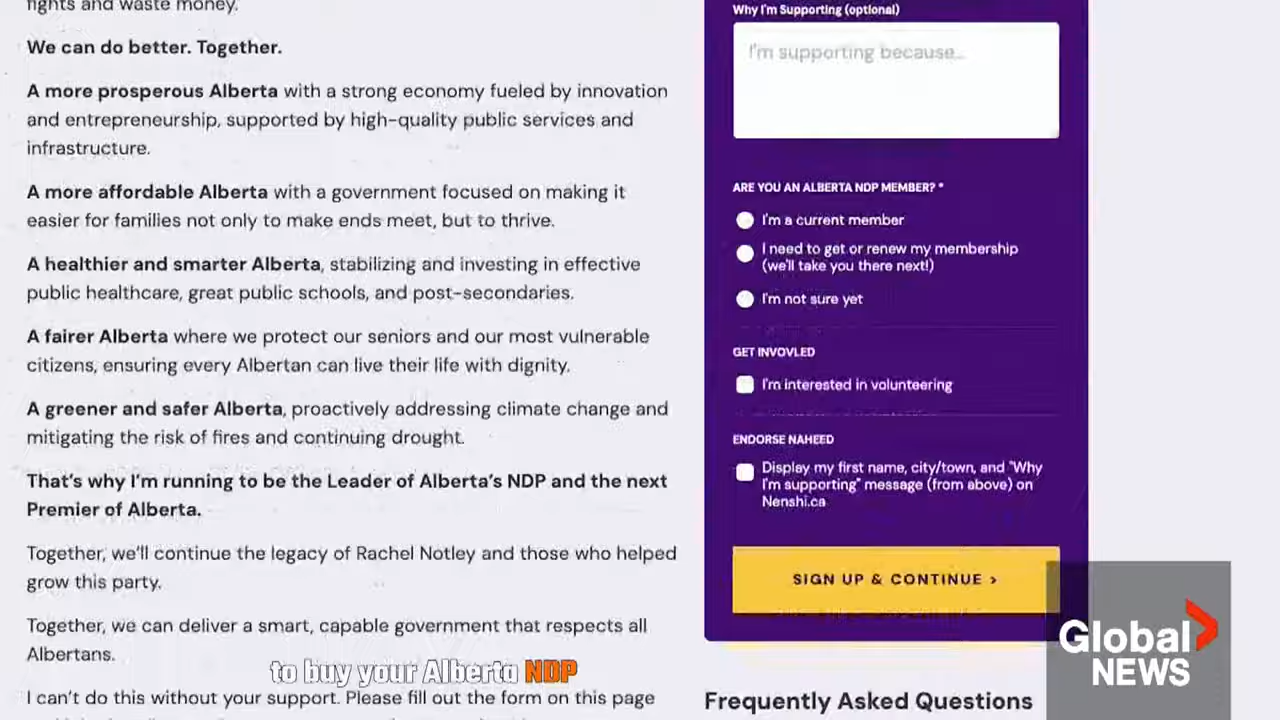 fights and waste money.
We can do better. Together.
A more prosperous Alberta with a strong economy fueled by innovation
and entrepreneurship, supported by high-quality public services and
infrastructure.
A more affordable Alberta with a government focused on making it
easier for families not only to make ends meet, but to thrive.
A healthier and smarter Alberta, stabilizing and investing in effective
public healthcare, great public schools, and post-secondaries.
A fairer Alberta where we protect our seniors and our most vulnerable
citizens, ensuring every Albertan can live their life with dignity.
A greener and safer Alberta, proactively addressing climate change and
mitigating the risk of fires and continuing drought.
That's why I'm running to be the Leader of Alberta's NDP and the next
Premier of Alberta.
Together, we'll continue the legacy of Rachel Notley and those who helped
grow this party.
Together, we can deliver a smart, capable government that respects all
Albertans.
I can't do this without your support. Please fill out the form on this page
Why I'm Supporting (optional)
I'm supporting because...
ARE YOU AN ALBERTA NDP MEMBER? *
I'm a current member
I need to get or renew my membership
(we'll take you there next!)
I'm not sure yet
GET INVOVLED
I'm interested in volunteering
ENDORSE NAHEED
Display my first name, city/town, and "Why
I'm supporting" message (from above) on
Nenshi.ca
SIGN UP & CONTINUE >
Frequently Asked Questions
to buy your Alberta NDP
Global
NEWS